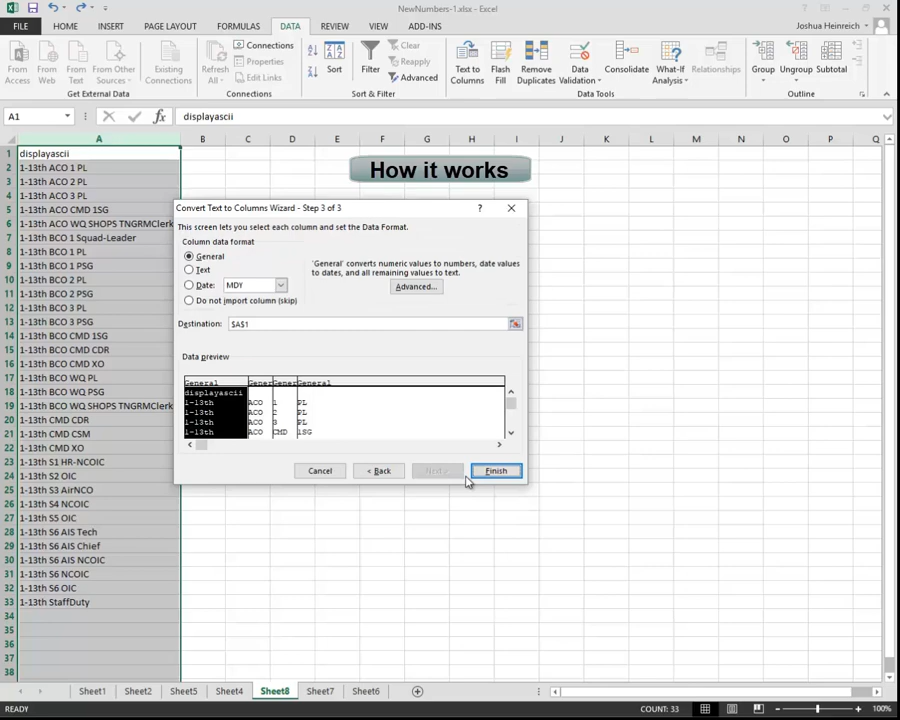 NewNumbers-1.xlsx - Excel
FILE HOME INSERT PAGE LAYOUT FORMULAS DATA REVIEW VIEW ADD-INS Joshua Heinreich
From Access
From Web
From Text
From Other Sources
Existing Connections
Refresh All
Connections
Properties
Edit Links
Sort
Filter
Clear
Reapply
Advanced
Text to Columns
Flash Fill
Remove Duplicates
Data Validation
Consolidate
What-If Analysis
Relationships
Group
Ungroup
Subtotal
Get External Data Connections Sort & Filter Data Tools Outline
A1 fx displayascii
A B C D E F G H I J K L M N O P Q
1 displayascii
2 1-13th ACO 1 PL
3 1-13th ACO 2 PL
4 1-13th ACO 3 PL
5 1-13th ACO CMD 1SG
6 1-13th ACO WQ SHOPS TNGRMClerk
7 1-13th BCO 1 Squad-Leader
8 1-13th BCO 1 PL
9 1-13th BCO 1 PSG
10 1-13th BCO 2 PL
11 1-13th BCO 2 PSG
12 1-13th BCO 3 PL
13 1-13th BCO 3 PSG
14 1-13th BCO CMD 1SG
15 1-13th BCO CMD CDR
16 1-13th BCO CMD XO
17 1-13th BCO WQ PL
18 1-13th BCO WQ PSG
19 1-13th BCO WQ SHOPS TNGRMClerk
20 1-13th CMD CDR
21 1-13th CMD CSM
22 1-13th CMD XO
23 1-13th S1 HR-NCOIC
24 1-13th S2 OIC
25 1-13th S3 AirNCO
26 1-13th S4 NCOIC
27 1-13th S5 OIC
28 1-13th S6 AIS Tech
29 1-13th S6 AIS Chief
30 1-13th S6 AIS NCOIC
31 1-13th S6 NCOIC
32 1-13th S6 OIC
33 1-13th StaffDuty
34
35
36
37
38
How it works
Convert Text to Columns Wizard - Step 3 of 3 ?
This screen lets you select each column and set the Data Format.
Column data format
General
Text
Date: MDY
Do not import column (skip)
'General' converts numeric values to numbers, date values
to dates, and all remaining values to text.
Advanced...
Destination: $A$1
Data preview
General GenerGenerGeneral
displayascii
1-13th ACO 1 PL
1-13th ACO 2 PL
1-13th ACO 3 PL
1-13th ACO CMD 1SG
Cancel < Back Next > Finish
Sheet1 Sheet2 Sheet5 Sheet4 Sheet8 Sheet7 Sheet6
READY COUNT: 33 100%